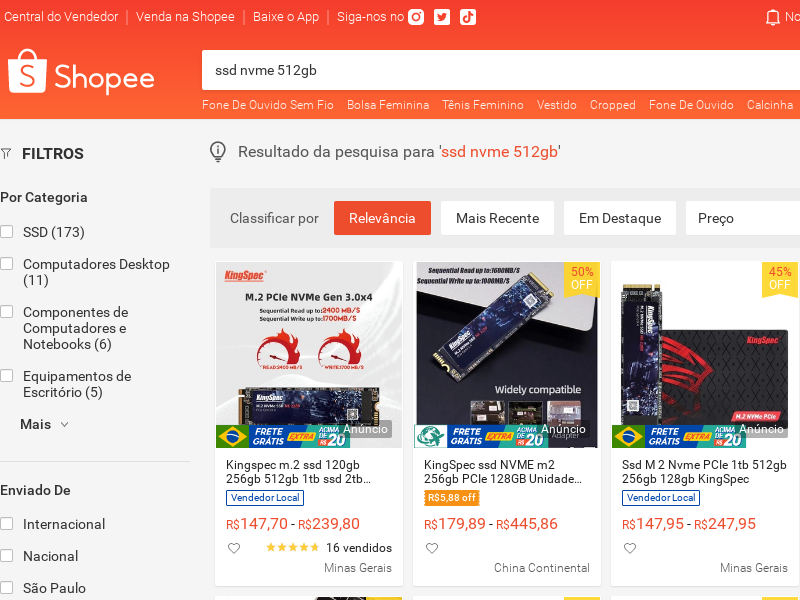 Central do Vendedor | Venda na Shopee | Baixe o App | Siga-nos no
No
Shopee
ssd nvme 512gb
Fone De Ouvido Sem Fio Bolsa Feminina Tênis Feminino Vestido Cropped Fone De Ouvido Calcinha
FILTROS
Resultado da pesquisa para 'ssd nvme 512gb'
Por Categoria
SSD (173)
Computadores Desktop
(11)
Componentes de
Computadores e
Notebooks (6)
Equipamentos de
Escritório (5)
Mais
Enviado De
Internacional
Nacional
São Paulo
Classificar por Relevância Mais Recente Em Destaque Preço
KingSpec
M.2 PCIe NVMe Gen 3.0x4
Sequential Read up to:2400 MB/S
Sequential Write up to:1700MB/S
READ:2400 MB/S
WRITE:1700 MB/S
KingSpec
M.2 NVMe SSD
Anúncio
FRETE
GRÁTIS EXTRA ACIMA DE R$ 20
Kingspec m.2 ssd 120gb
256gb 512gb 1tb ssd 2tb…
Vendedor Local
R$147,70 - R$239,80
16 vendidos
Minas Gerais
Sequential Read up to:1600MB/S
Sequential Write up to:1000MB/S
50%
OFF
KingSpec
Widely compatible
Adapter
Anúncio
FRETE
GRÁTIS EXTRA ACIMA DE R$ 20
KingSpec ssd NVME m2
256gb PCIe 128GB Unidade…
R$5,88 off
R$179,89 - R$445,86
China Continental
45%
OFF
KingSpec
KingSpec
M.2 NVMe PCIe
Anúncio
FRETE
GRÁTIS EXTRA ACIMA DE R$ 20
Ssd M 2 Nvme PCIe 1tb 512gb
256gb 128gb KingSpec
Vendedor Local
R$147,95 - R$247,95
Minas Gerais